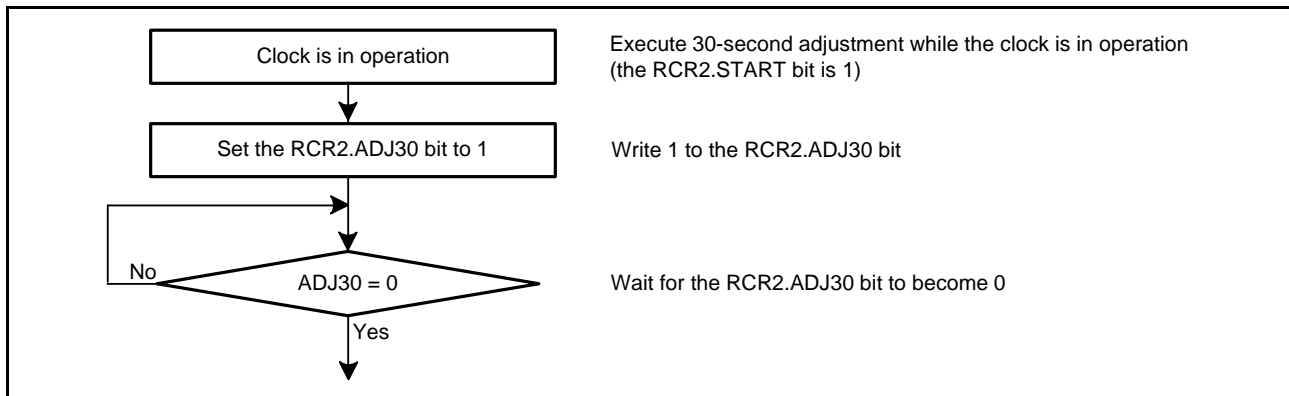 Clock is in operation
Execute 30-second adjustment while the clock is in operation
(the RCR2.START bit is 1)
Set the RCR2.ADJ30 bit to 1
Write 1 to the RCR2.ADJ30 bit
No
ADJ30 = 0
Wait for the RCR2.ADJ30 bit to become 0
Yes